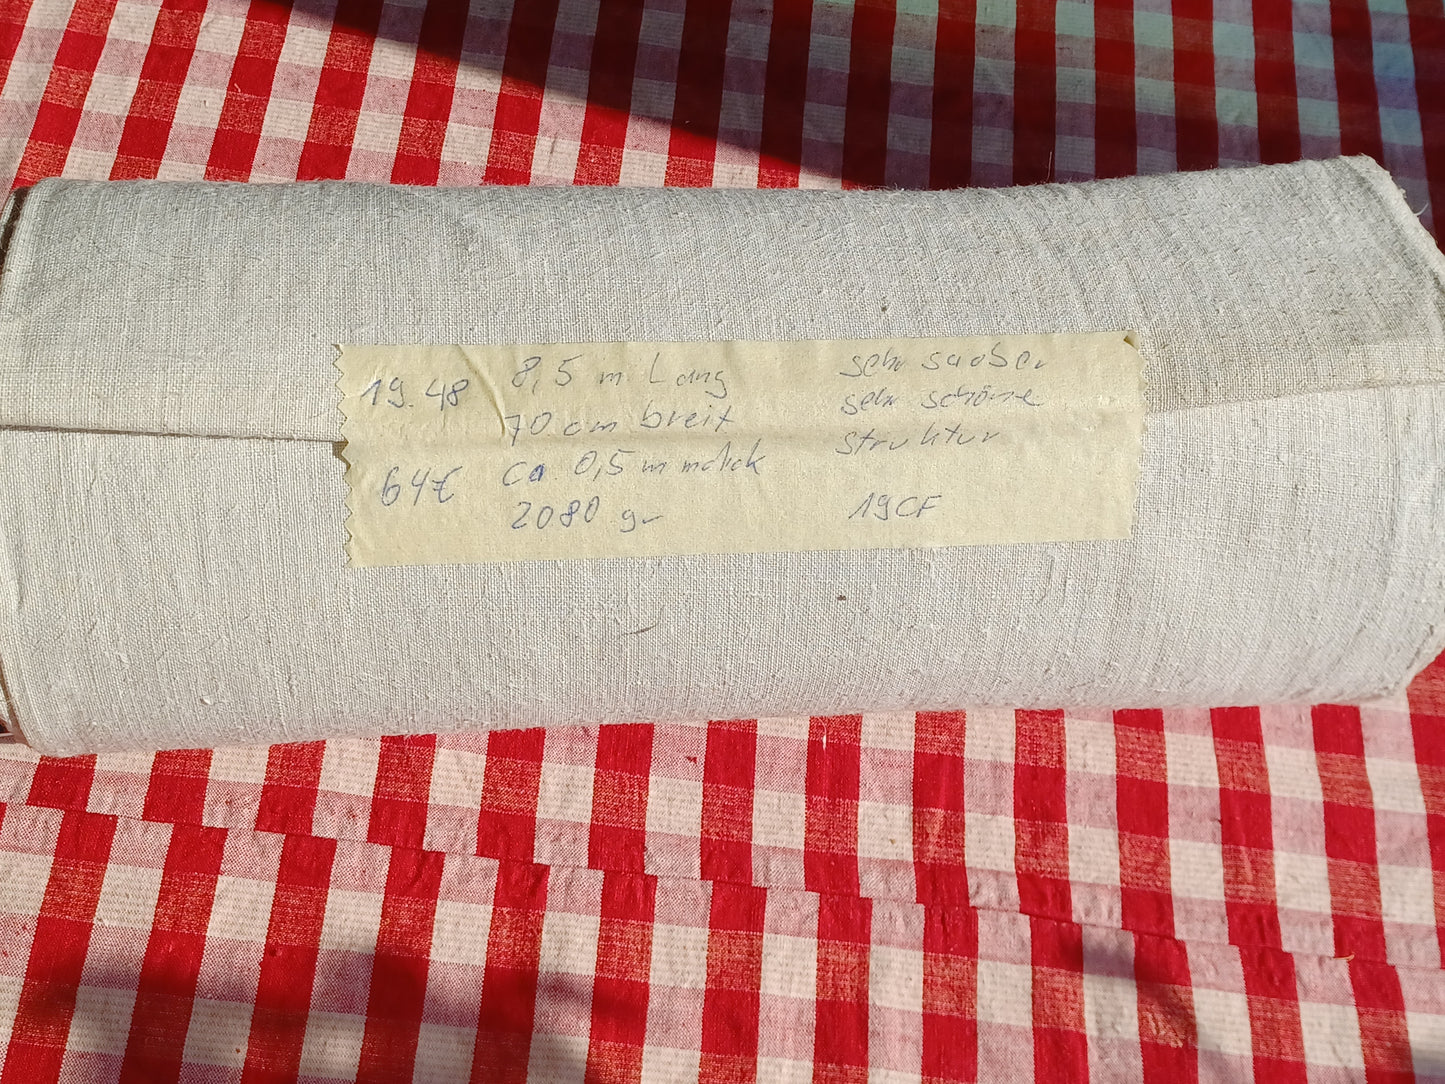 19.48
64€
8,5 m Lang
70 cm breit
ca 0,5 mm dick
2080 gr
sehr sauber
sehr schöne
struktur
19CF